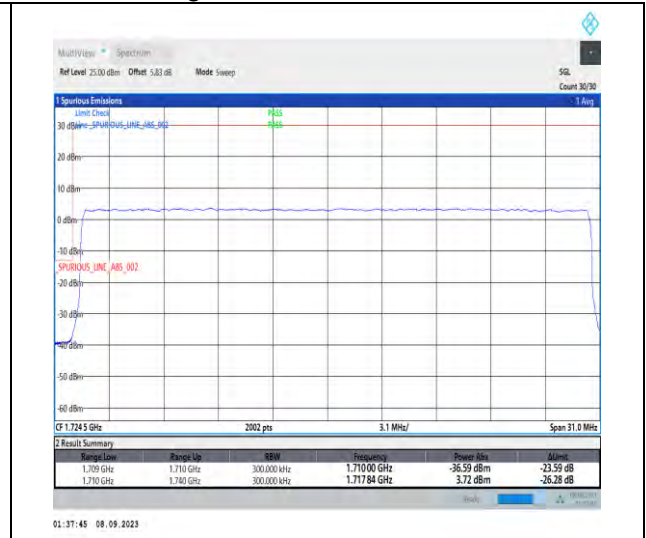 MultiView Spectrum
Ref Level 25.00 dBm Offset 5.83 dB Mode Sweep SGL
Count 30/30
1 Spurious Emissions 1 Avg
Limit Check PASS
30 dBm Line _SPURIOUS_LINE_ABS_002 PASS
20 dBm
10 dBm
0 dBm
-10 dBm
_SPURIOUS_LINE_ABS_002
-20 dBm
-30 dBm
-40 dBm
-50 dBm
-60 dBm
CF 1.7245 GHz 2002 pts 3.1 MHz/ Span 31.0 MHz
2 Result Summary
Range Low Range Up RBW Frequency Power Abs ΔLimit
1.709 GHz 1.710 GHz 300.000 kHz 1.71000 GHz -36.59 dBm -23.59 dB
1.710 GHz 1.740 GHz 300.000 kHz 1.71784 GHz 3.72 dBm -26.28 dB
Ready
01:37:45 08.09.2023